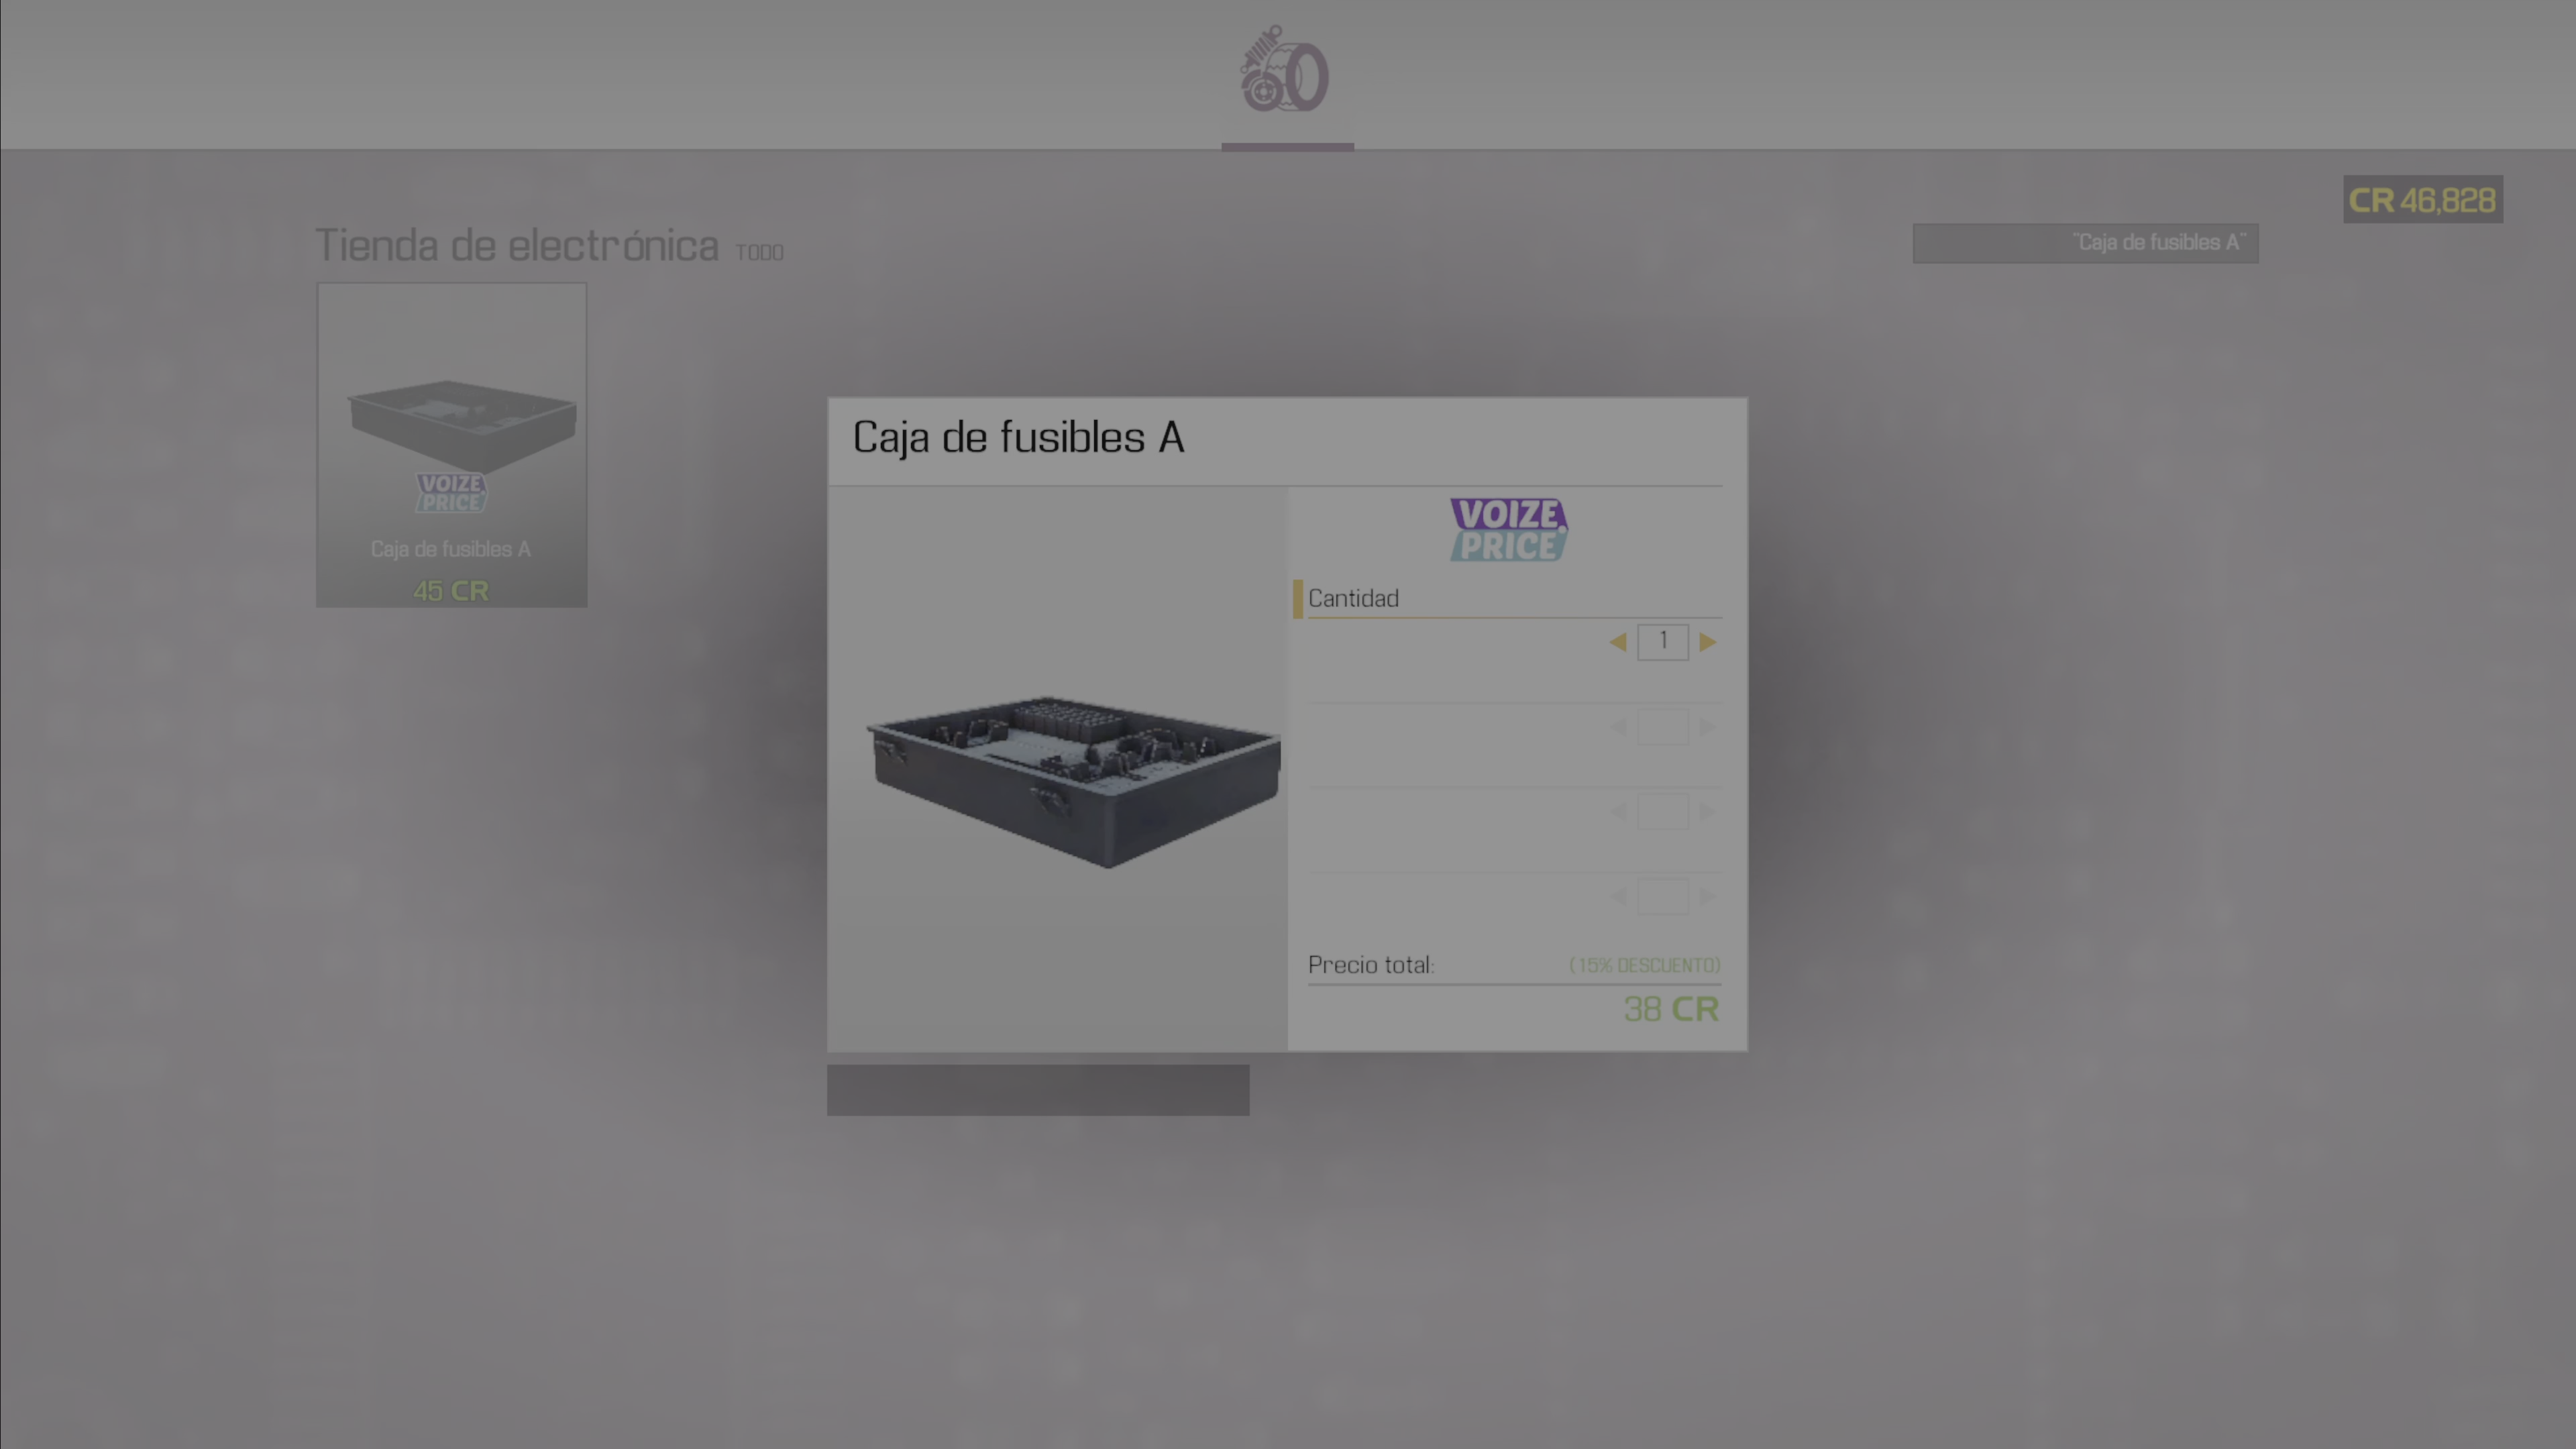 CR 46,828
Tienda de electrónica TODO
"Caja de fusibles A"
VOIZE.
PRICE
Caja de fusibles A
45 CR
Caja de fusibles A
VOIZE.
PRICE
Cantidad
1
Precio total: (15% DESCUENTO)
38 CR